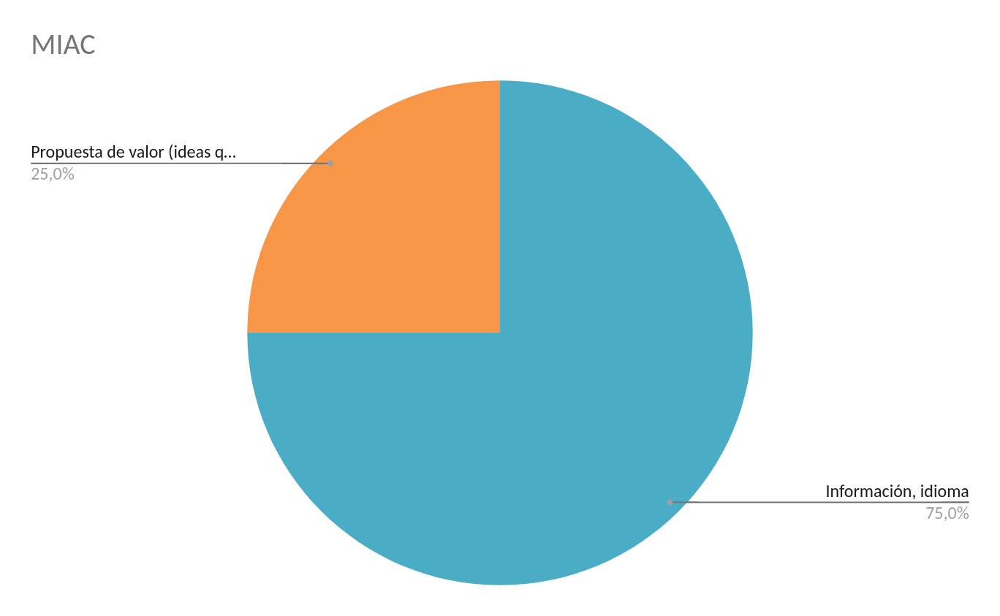 MIAC
Propuesta de valor (ideas q...
25,0%
Información, idioma
75,0%